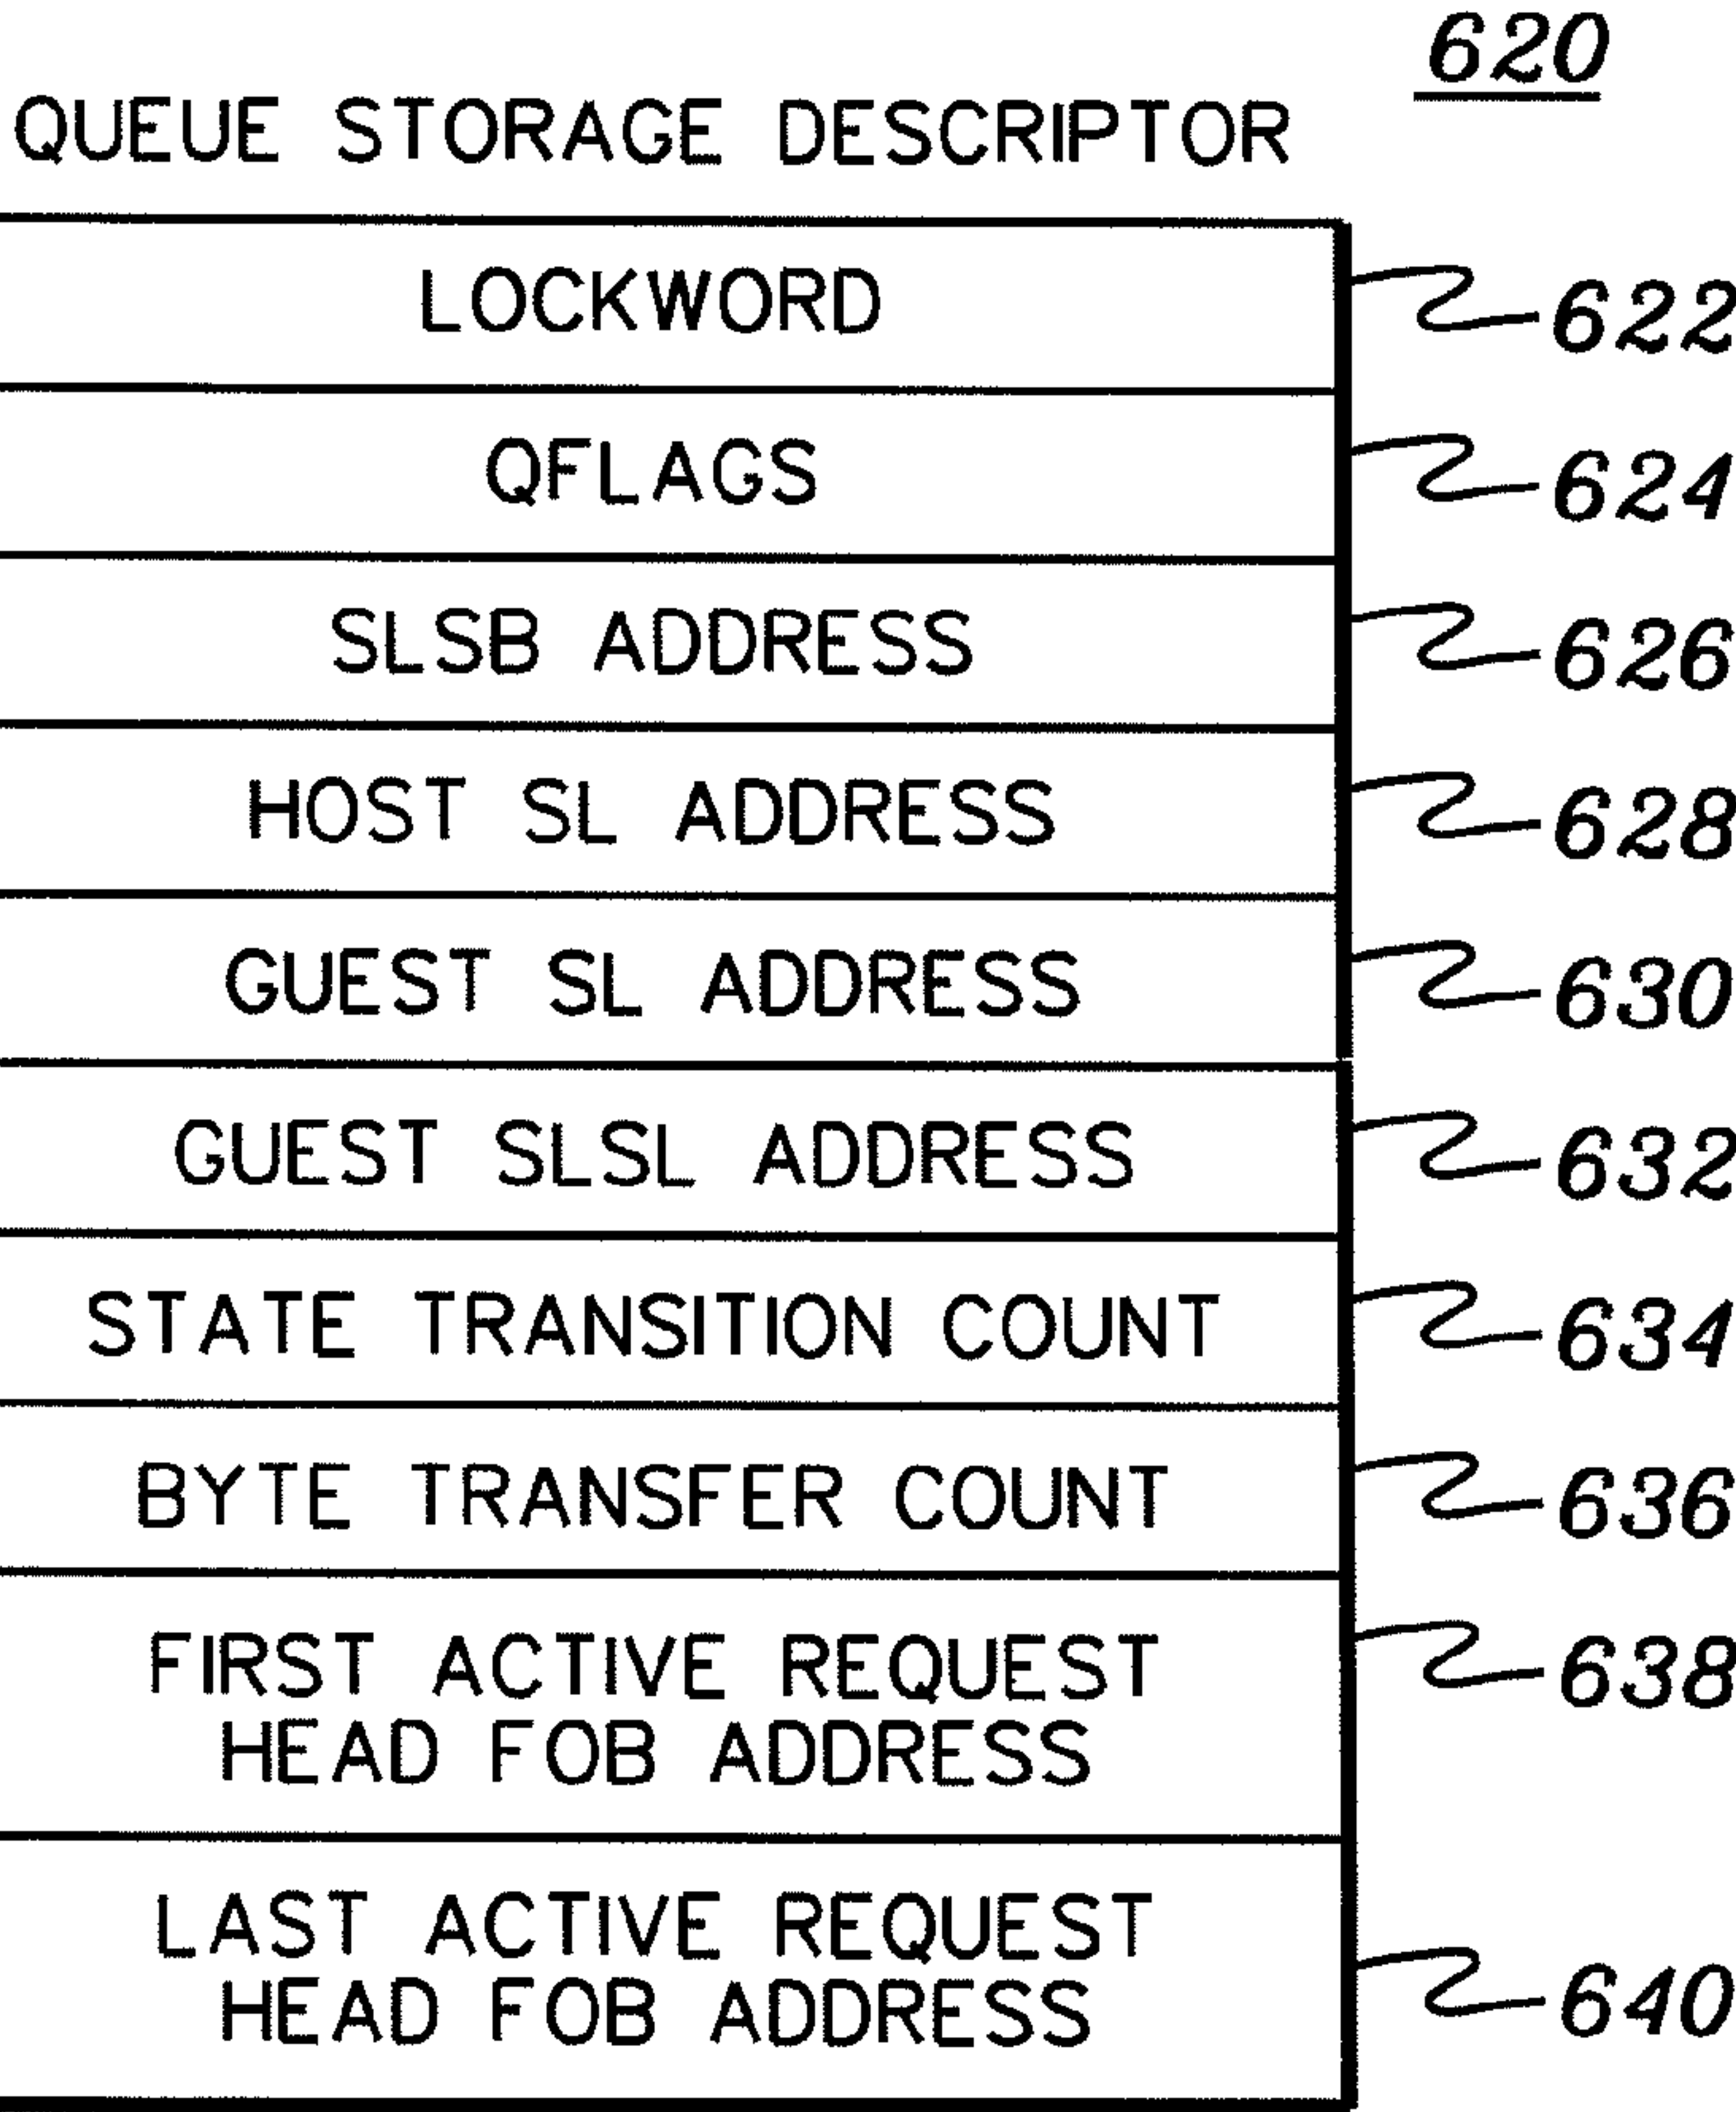 620
QUEUE STORAGE DESCRIPTOR
LOCKWORD 622
QFLAGS 624
SLSB ADDRESS 626
HOST SL ADDRESS 628
GUEST SL ADDRESS 630
GUEST SLSL ADDRESS 632
STATE TRANSITION COUNT 634
BYTE TRANSFER COUNT 636
FIRST ACTIVE REQUEST 638
HEAD FOB ADDRESS
LAST ACTIVE REQUEST
HEAD FOB ADDRESS 640